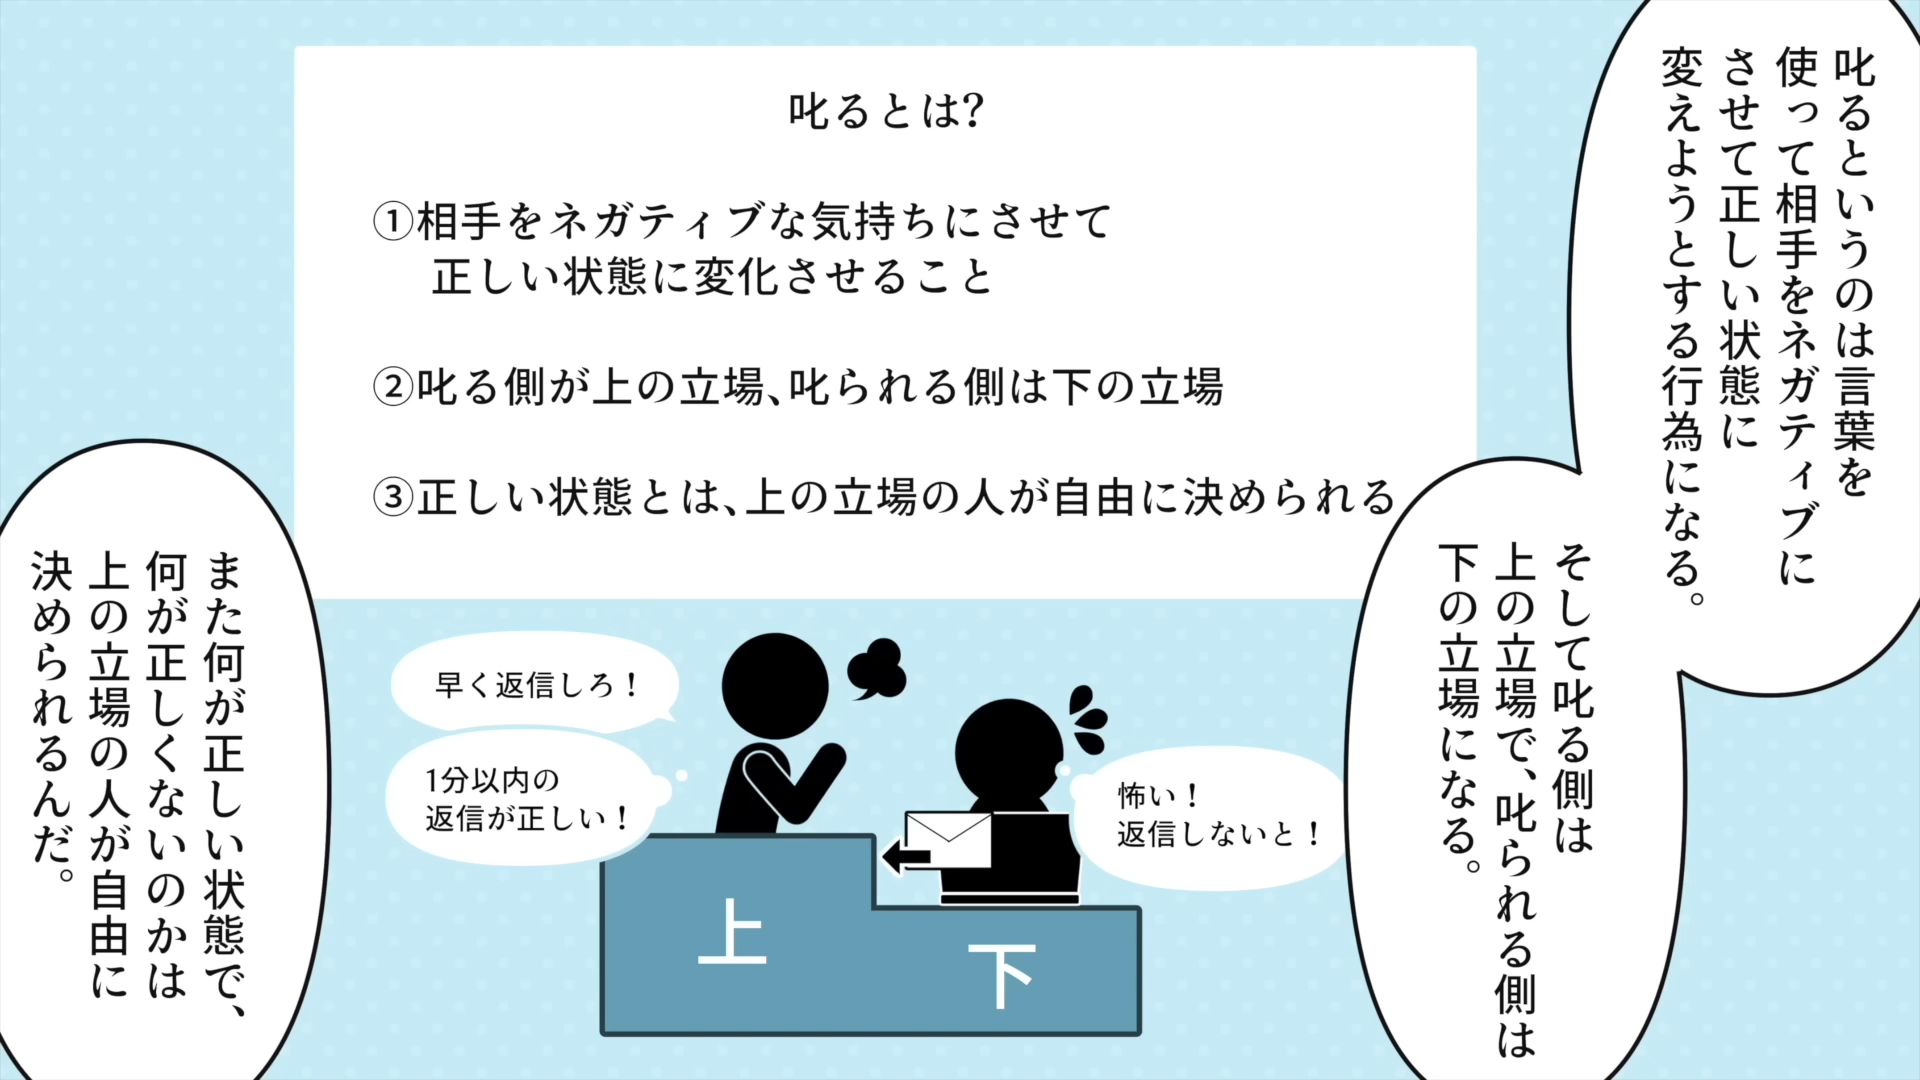 叱るというのは言葉を
使って相手をネガティブに
させて正しい状態に
変えようとする行為になる。
そして叱る側は
上の立場で、叱られる側は
下の立場になる。
また何が正しい状態で、
何が正しくないのかは
上の立場の人が自由に
決められるんだ。
叱るとは?
①相手をネガティブな気持ちにさせて
正しい状態に変化させること
②叱る側が上の立場、叱られる側は下の立場
③正しい状態とは、上の立場の人が自由に決められる
早く返信しろ！
1分以内の
返信が正しい！
怖い！
返信しないと！
上
下